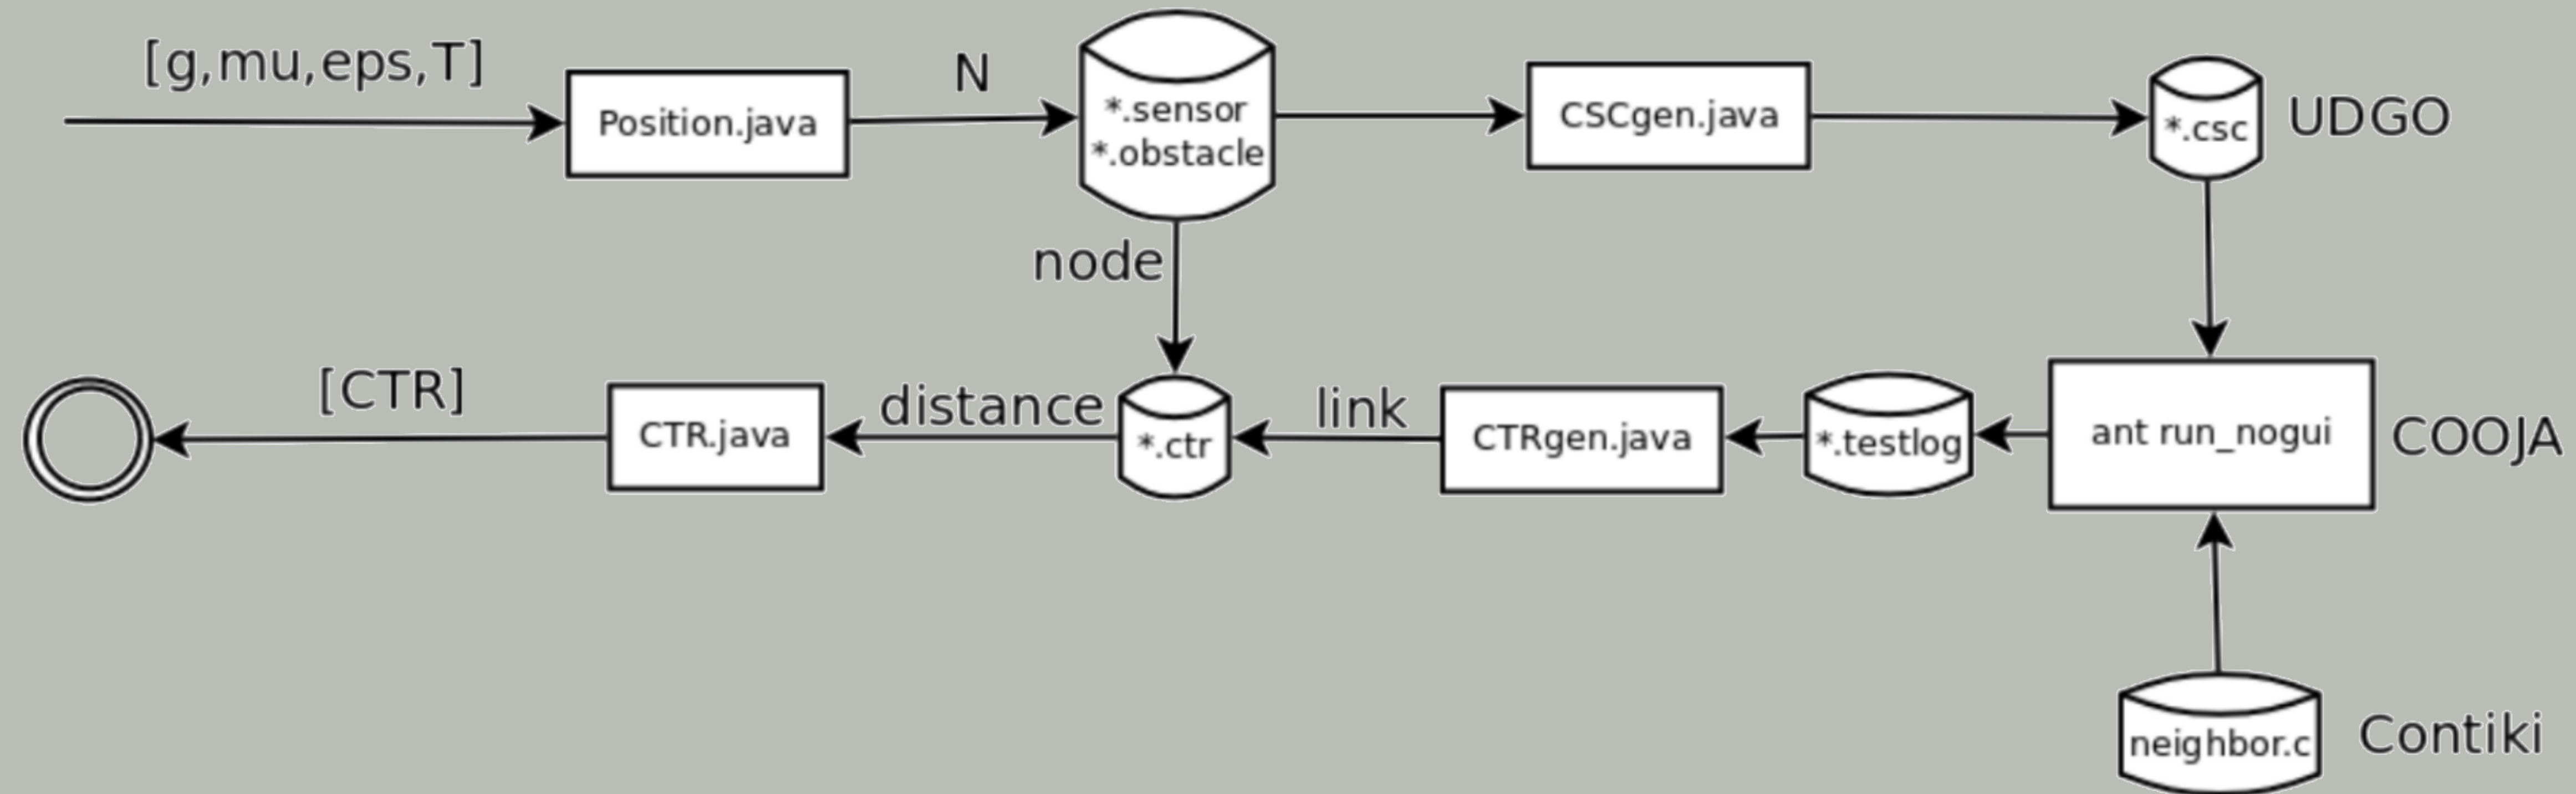 [g,mu,eps,T]
Position.java
N
*.sensor
*.obstacle
CSCgen.java
*.csc
UDGO
node
[CTR]
CTR.java
distance
*.ctr
link
CTRgen.java
*.testlog
ant run_nogui
COOJA
neighbor.c
Contiki